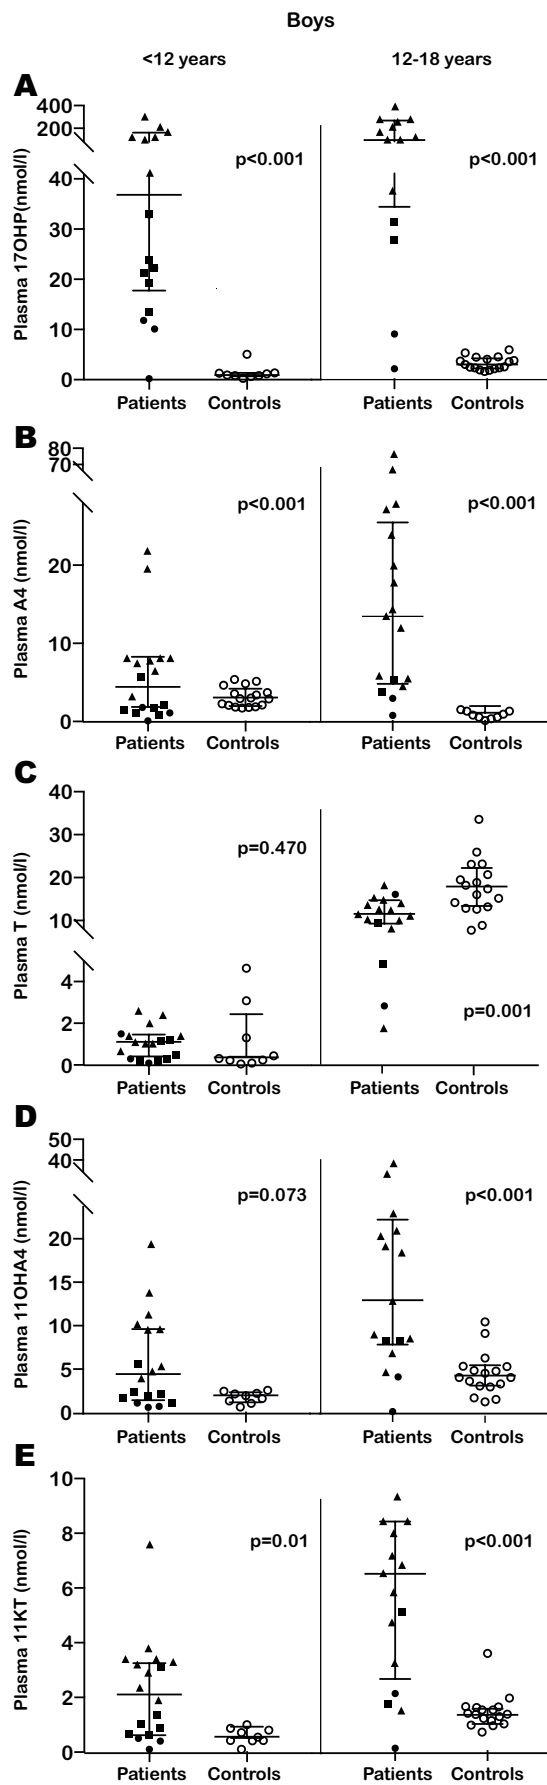 Boys
<12 years 12-18 years
A
Plasma 17OHP(nmol/l)
400
200
40
30
20
10
0
p<0.001 p<0.001
Patients Controls Patients Controls
B
Plasma A4 (nmol/l)
80
70
20
10
0
p<0.001 p<0.001
Patients Controls Patients Controls
C
Plasma T (nmol/l)
40
30
20
10
4
2
0
p=0.470
p=0.001
Patients Controls Patients Controls
D
Plasma 11OHA4 (nmol/l)
50
40
20
15
10
5
0
p=0.073 p<0.001
Patients Controls Patients Controls
E
Plasma 11KT (nmol/l)
10
8
6
4
2
0
p=0.01 p<0.001
Patients Controls Patients Controls